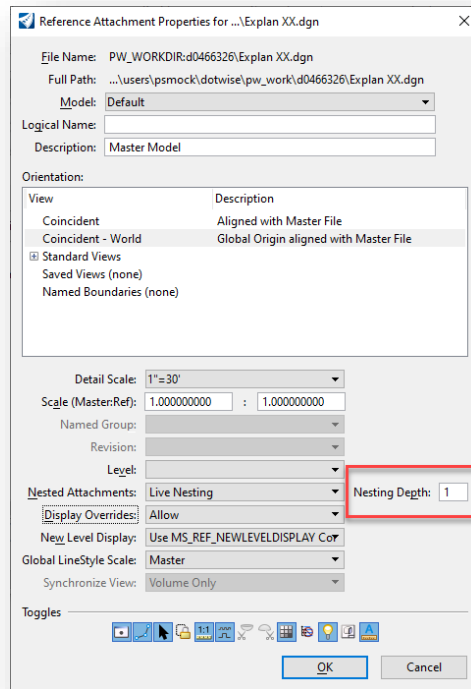 Reference Attachment Properties for ...\Explan XX.dgn
File Name: PW_WORKDIR:d0466326\Explan XX.dgn
Full Path: ...\users\psmock\dotwise\pw_work\d0466326\Explan XX.dgn
Model: Default
Logical Name:
Description: Master Model
Orientation:
View Description
Coincident Aligned with Master File
Coincident - World Global Origin aligned with Master File
Standard Views
Saved Views (none)
Named Boundaries (none)
Detail Scale: 1"=30'
Scale (Master:Ref): 1.000000000 : 1.000000000
Named Group:
Revision:
Level:
Nested Attachments: Live Nesting Nesting Depth: 1
Display Overrides: Allow
New Level Display: Use MS_REF_NEWLEVELDISPLAY Cor
Global LineStyle Scale: Master
Synchronize View: Volume Only
Toggles
1:1 A
OK Cancel